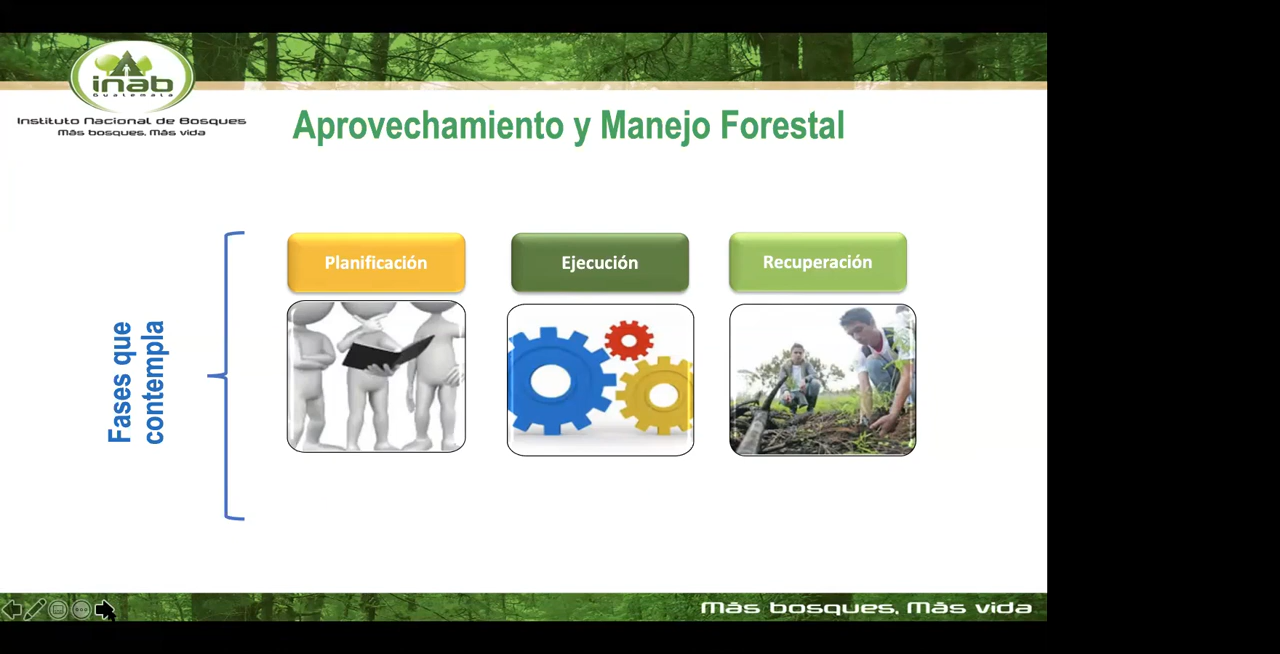 inab
Guatemala
Instituto Nacional de Bosques
Más bosques, Más vida
Aprovechamiento y Manejo Forestal
Fases que
contempla
Planificación
Ejecución
Recuperación
Más bosques, Más vida